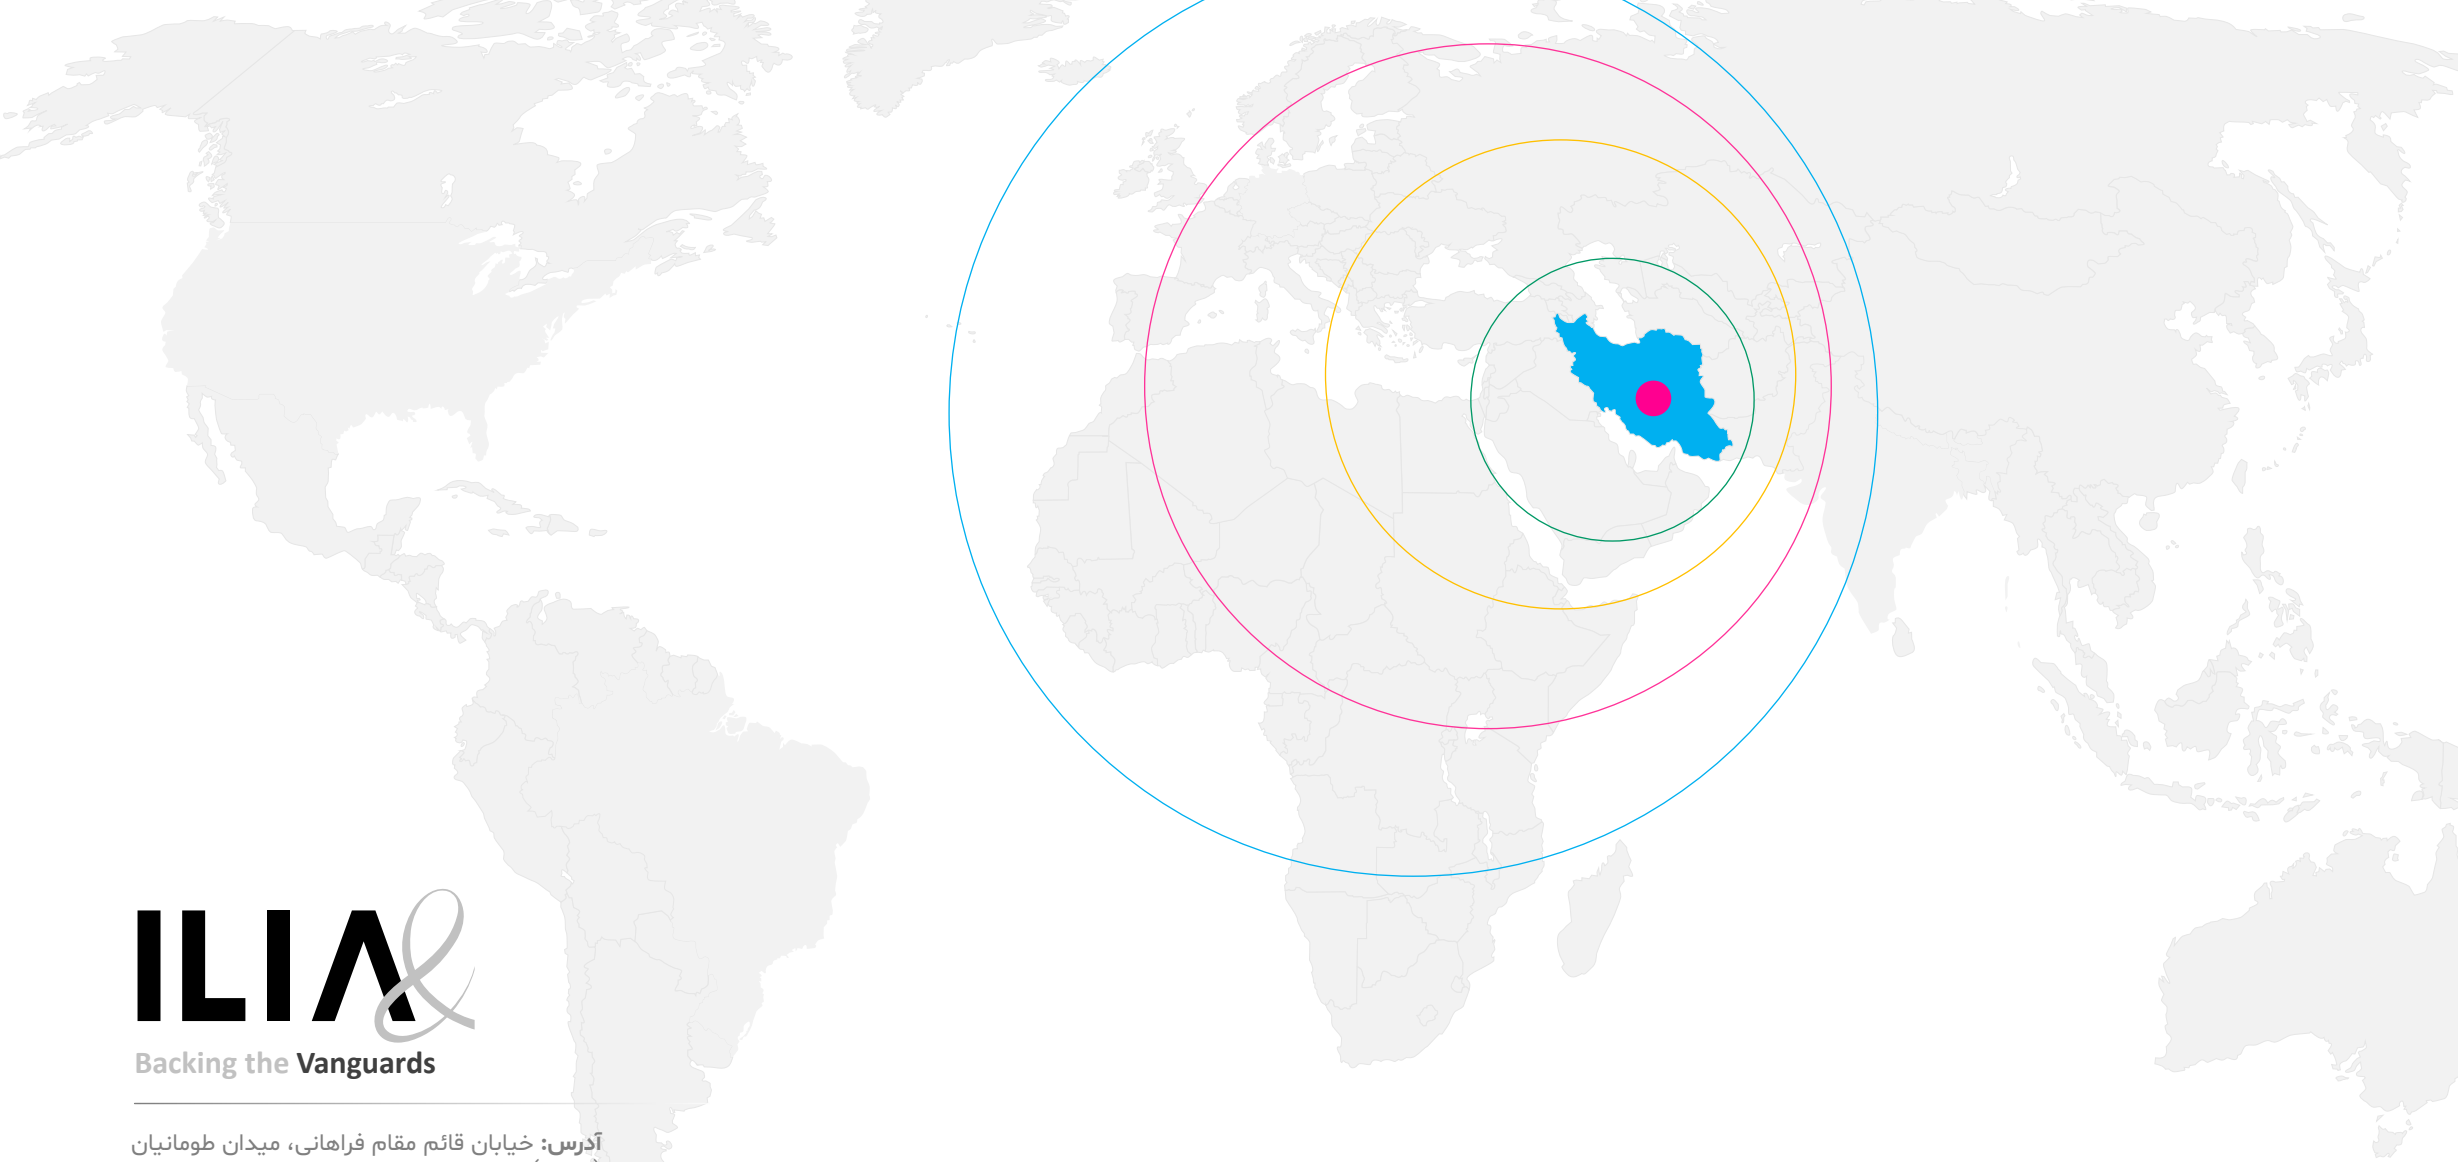 ILIA
Backing the Vanguards
آدرس: خیابان قائم مقام فراهانی، میدان طومانیان